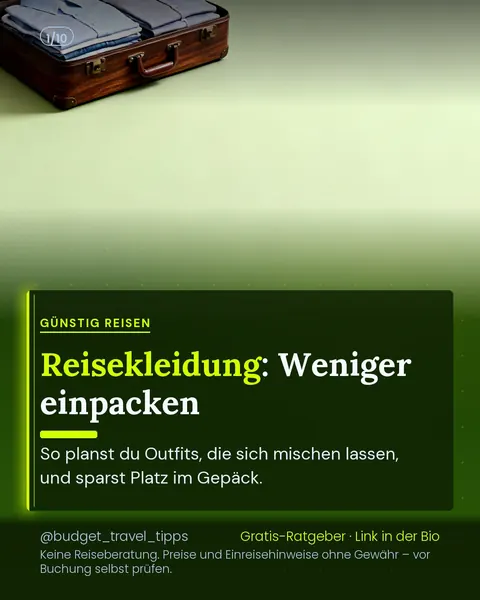 1/10
GÜNSTIG REISEN
Reisekleidung: Weniger
einpacken
So planst du Outfits, die sich mischen lassen,
und sparst Platz im Gepäck.
@budget_travel_tipps
Gratis-Ratgeber · Link in der Bio
Keine Reiseberatung. Preise und Einreisehinweise ohne Gewähr – vor
Buchung selbst prüfen.